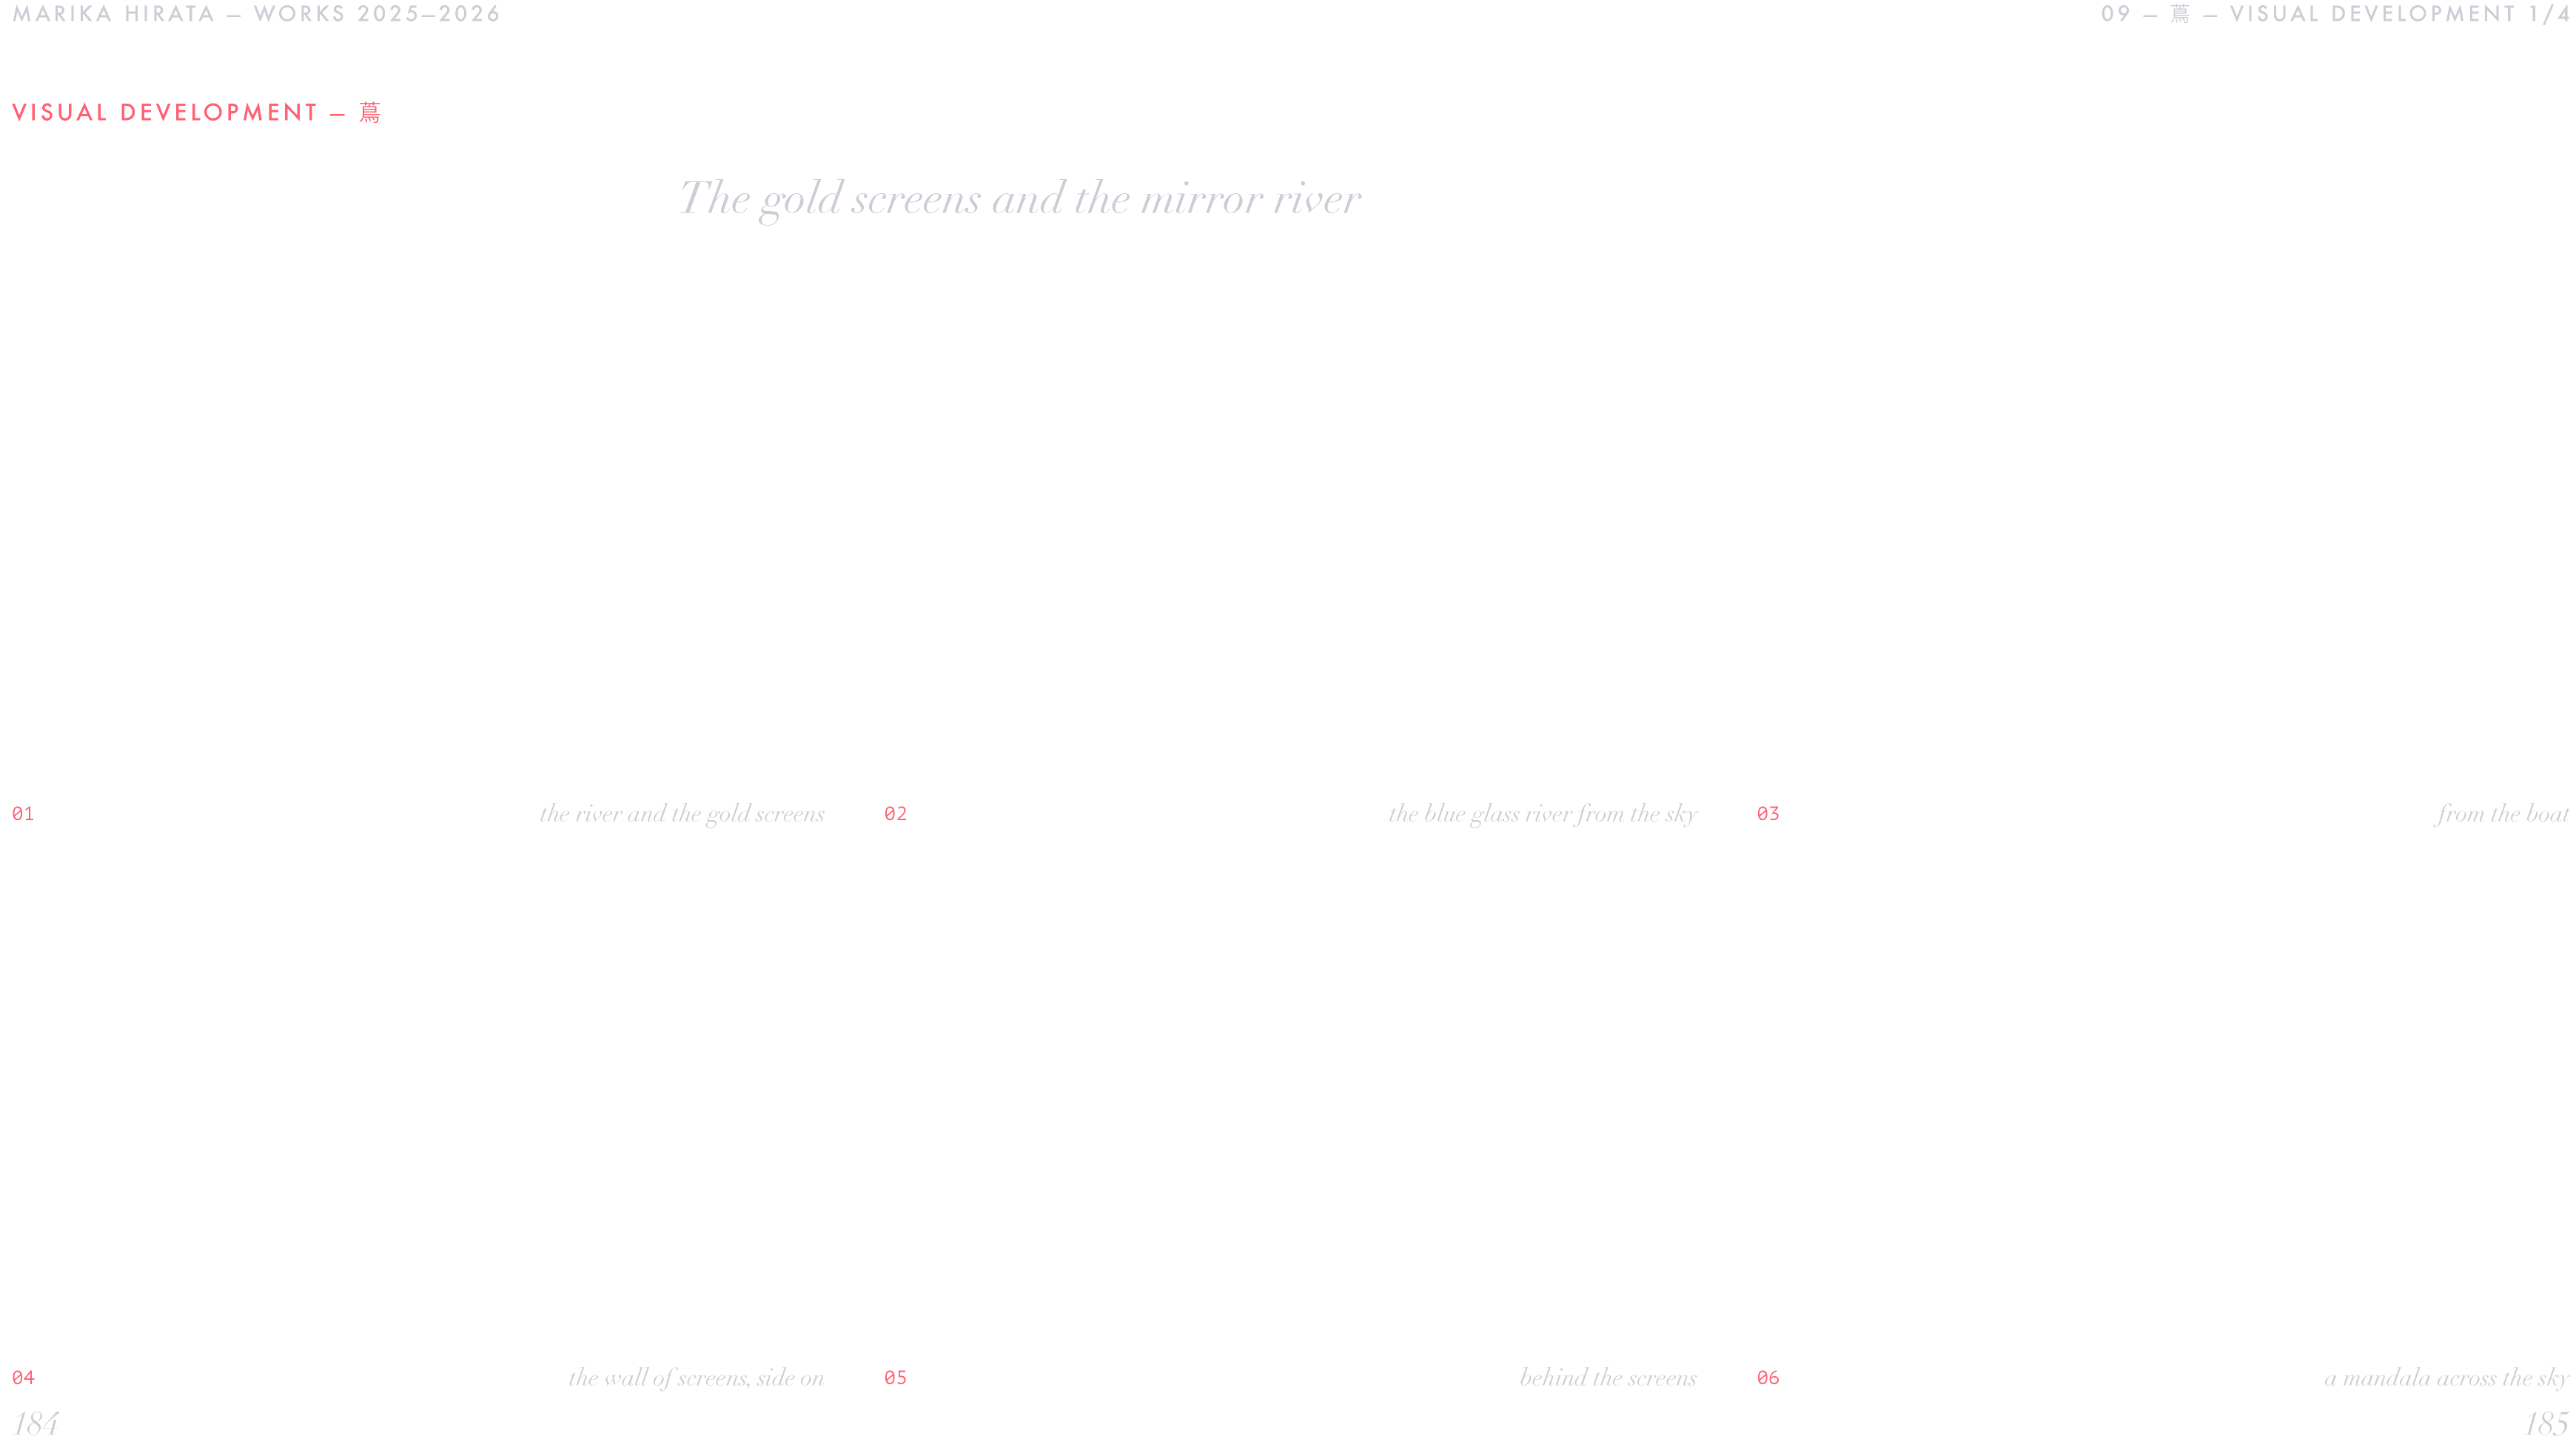 MARIKA HIRATA — WORKS 2025—2026
09 — 蔦 — VISUAL DEVELOPMENT 1/4
VISUAL DEVELOPMENT — 蔦
The gold screens and the mirror river
01 the river and the gold screens
02 the blue glass river from the sky
03 from the boat
04 the wall of screens, side on
05 behind the screens
06 a mandala across the sky
184
185